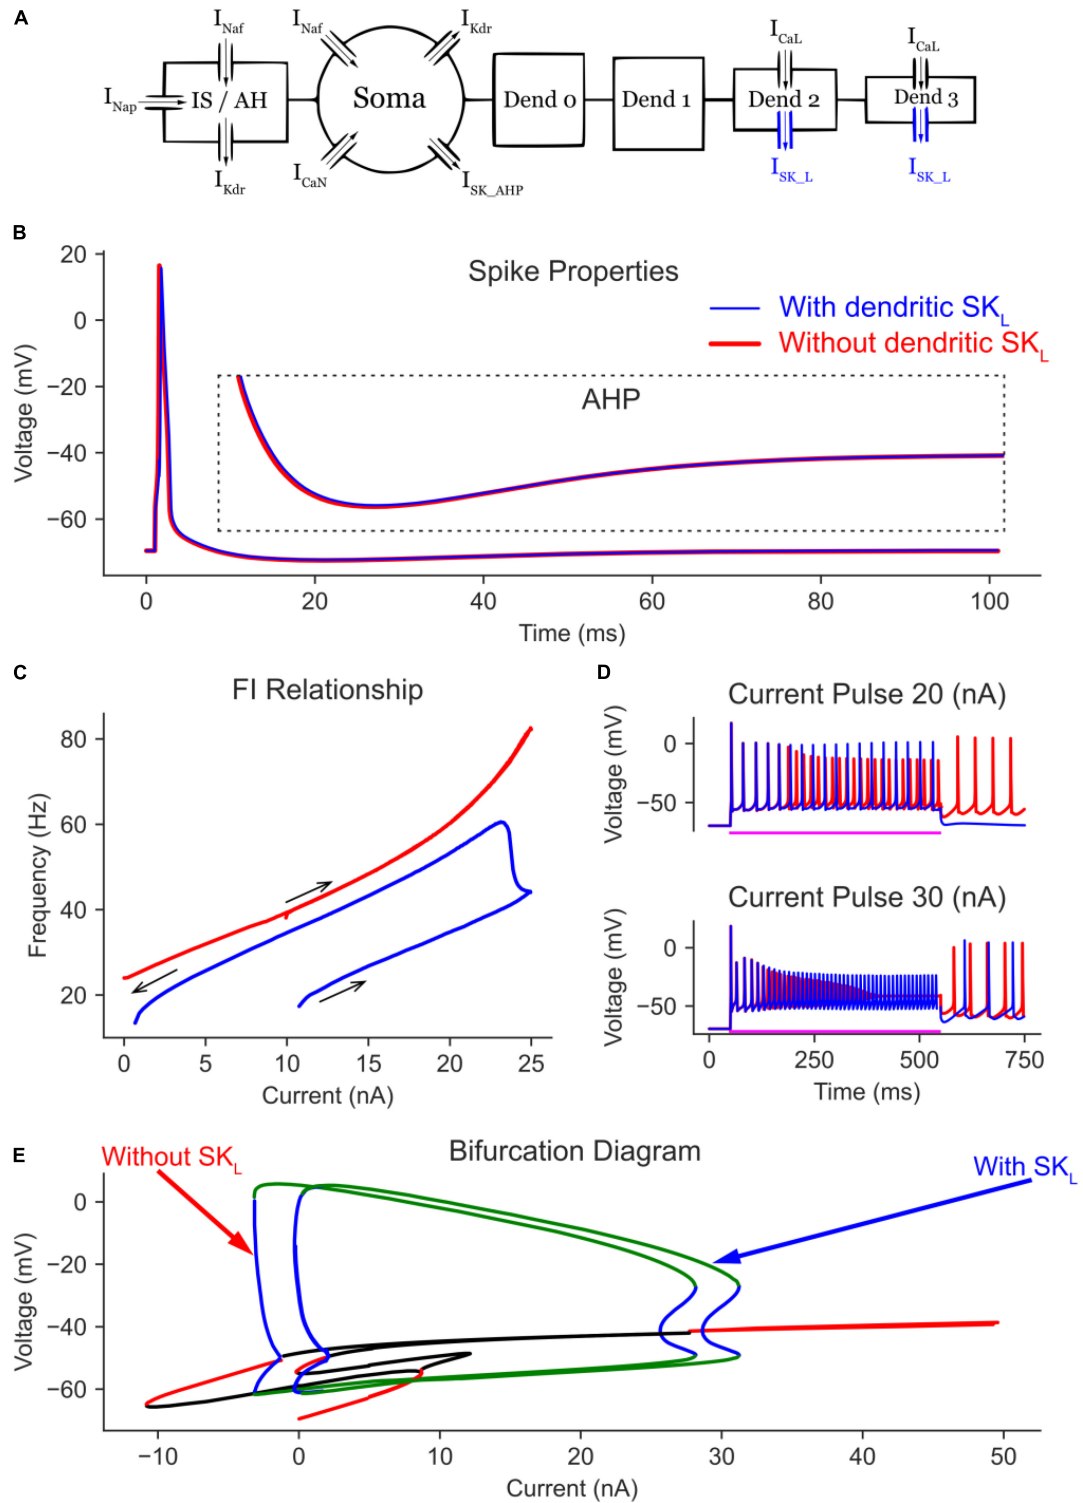 A
I_Naf
I_Naf
I_Kdr
I_CaL
I_CaL
I_Nap
IS / AH
Soma
Dend 0
Dend 1
Dend 2
Dend 3
I_Kdr
I_CaN
I_SK_AHP
I_SK_L
I_SK_L
B
Spike Properties
With dendritic SK_L
Without dendritic SK_L
AHP
Voltage (mV)
20
0
−20
−40
−60
0
20
40
60
80
100
Time (ms)
C
FI Relationship
Frequency (Hz)
80
60
40
20
0
5
10
15
20
25
Current (nA)
D
Current Pulse 20 (nA)
Voltage (mV)
0
−50
Current Pulse 30 (nA)
Voltage (mV)
0
−50
0
250
500
750
Time (ms)
E
Bifurcation Diagram
Without SK_L
With SK_L
Voltage (mV)
0
−20
−40
−60
−10
0
10
20
30
40
50
Current (nA)